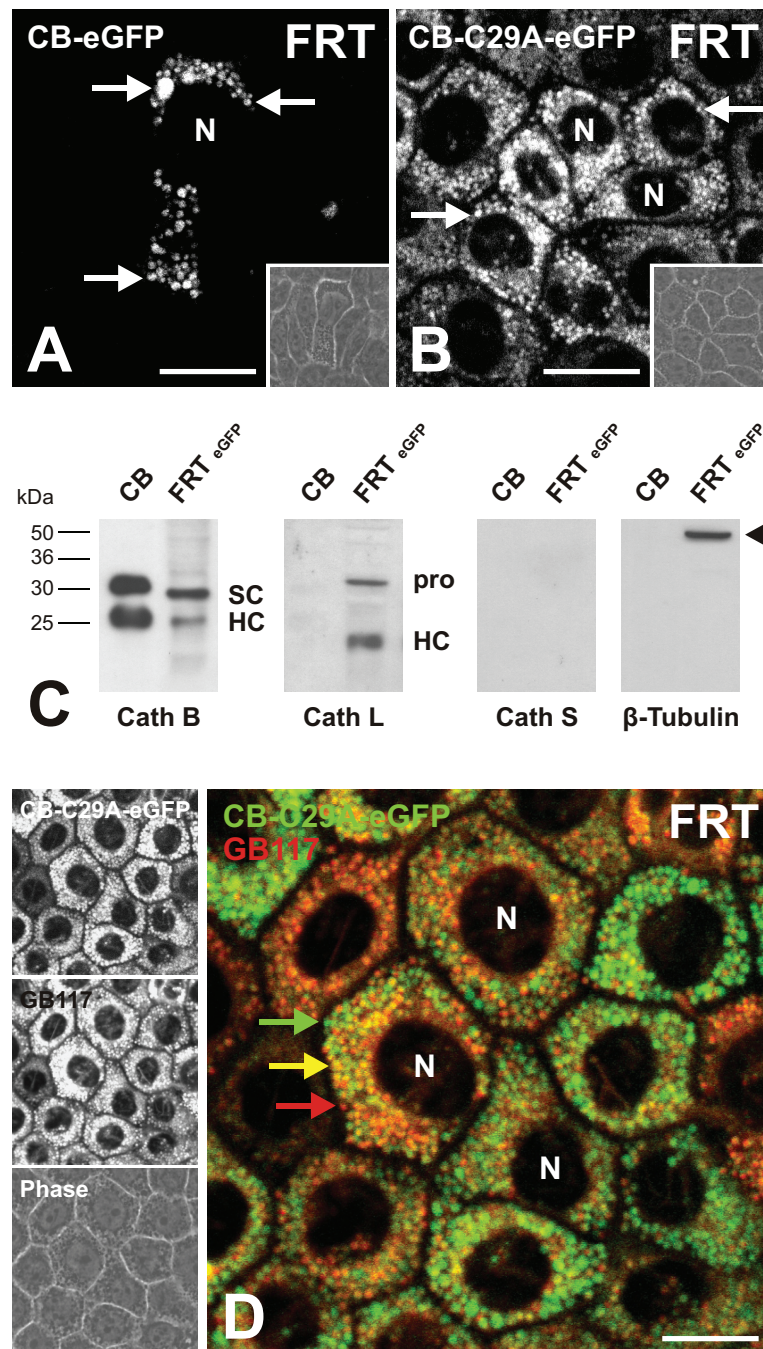 CB-eGFP FRT
N
A
CB-C29A-eGFP FRT
N
N
B
CB FRT eGFP CB FRT eGFP CB FRT eGFP CB FRT eGFP
kDa
50
36
30
25
SC
HC
pro
HC
C
Cath B Cath L Cath S β-Tubulin
CB-C29A-eGFP
GB117
Phase
CB-C29A-eGFP FRT
GB117
N
N
N
D